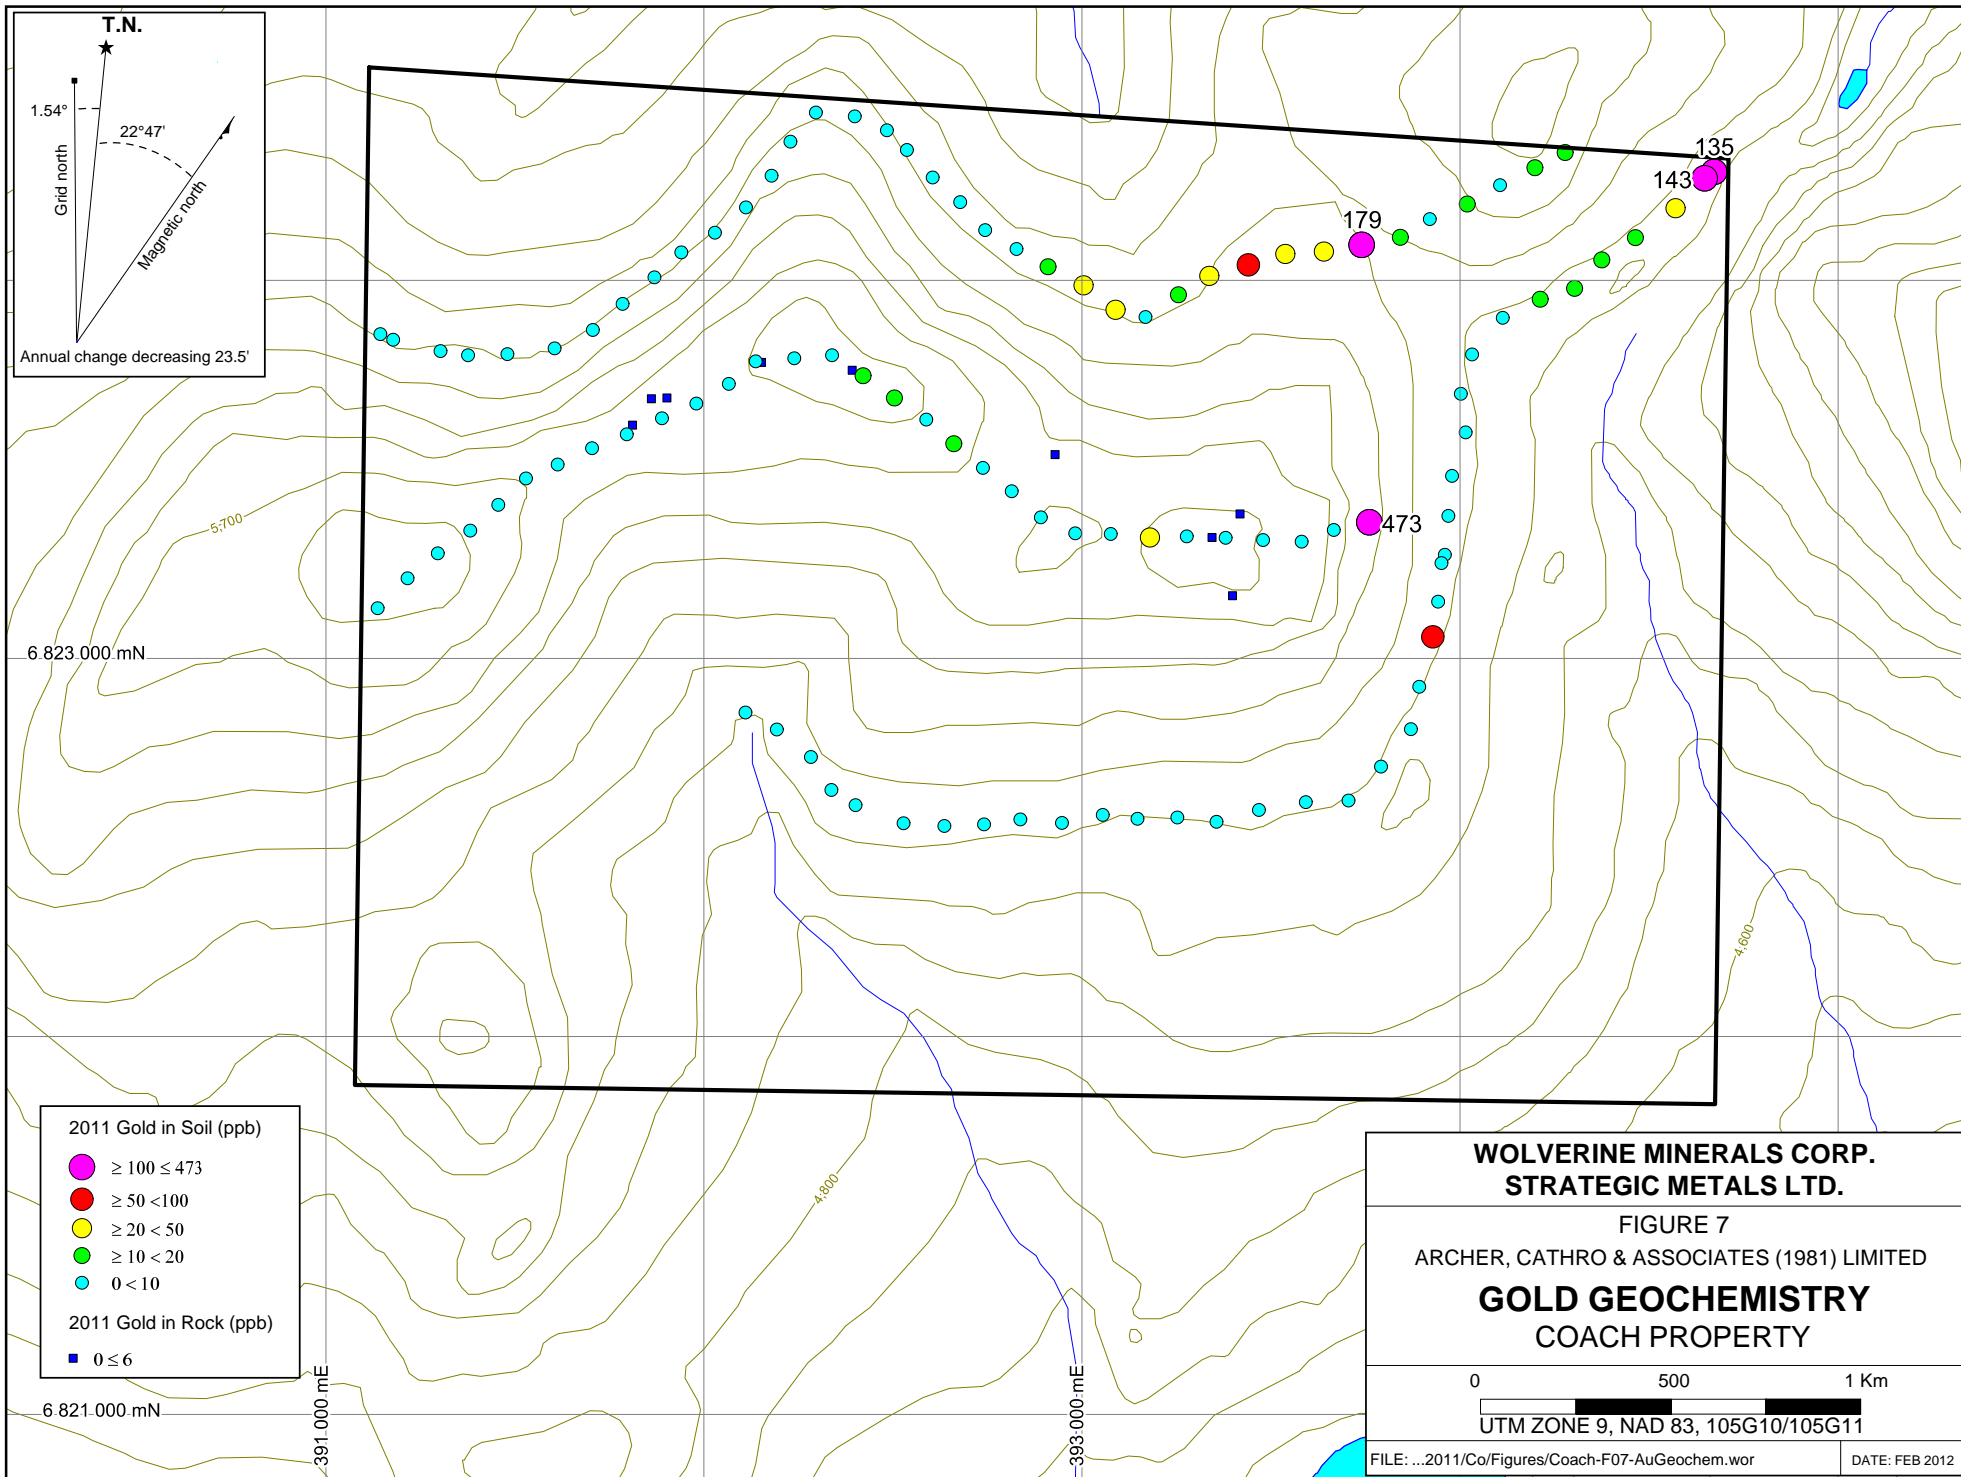 T.N.
1.54°
22°47'
Grid north
Magnetic north
Annual change decreasing 23.5'
135
143
179
473
5,700
6 823 000 mN
4,600
4,800
2011 Gold in Soil (ppb)
≥ 100 ≤ 473
≥ 50 <100
≥ 20 < 50
≥ 10 < 20
0 < 10
2011 Gold in Rock (ppb)
0 ≤ 6
6 821 000 mN
391 000 mE
393 000 mE
WOLVERINE MINERALS CORP.
STRATEGIC METALS LTD.
FIGURE 7
ARCHER, CATHRO & ASSOCIATES (1981) LIMITED
GOLD GEOCHEMISTRY
COACH PROPERTY
0 500 1 Km
UTM ZONE 9, NAD 83, 105G10/105G11
FILE: ...2011/Co/Figures/Coach-F07-AuGeochem.wor
DATE: FEB 2012